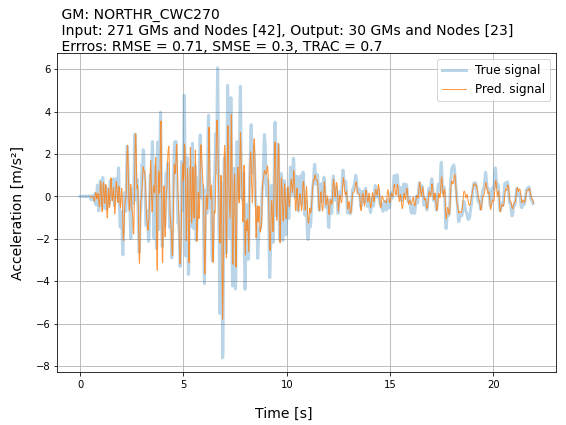 GM: NORTHR_CWC270
Input: 271 GMs and Nodes [42], Output: 30 GMs and Nodes [23]
Errros: RMSE = 0.71, SMSE = 0.3, TRAC = 0.7
True signal
Pred. signal
6
4
2
0
−2
−4
−6
−8
Acceleration [m/s²]
0 5 10 15 20
Time [s]